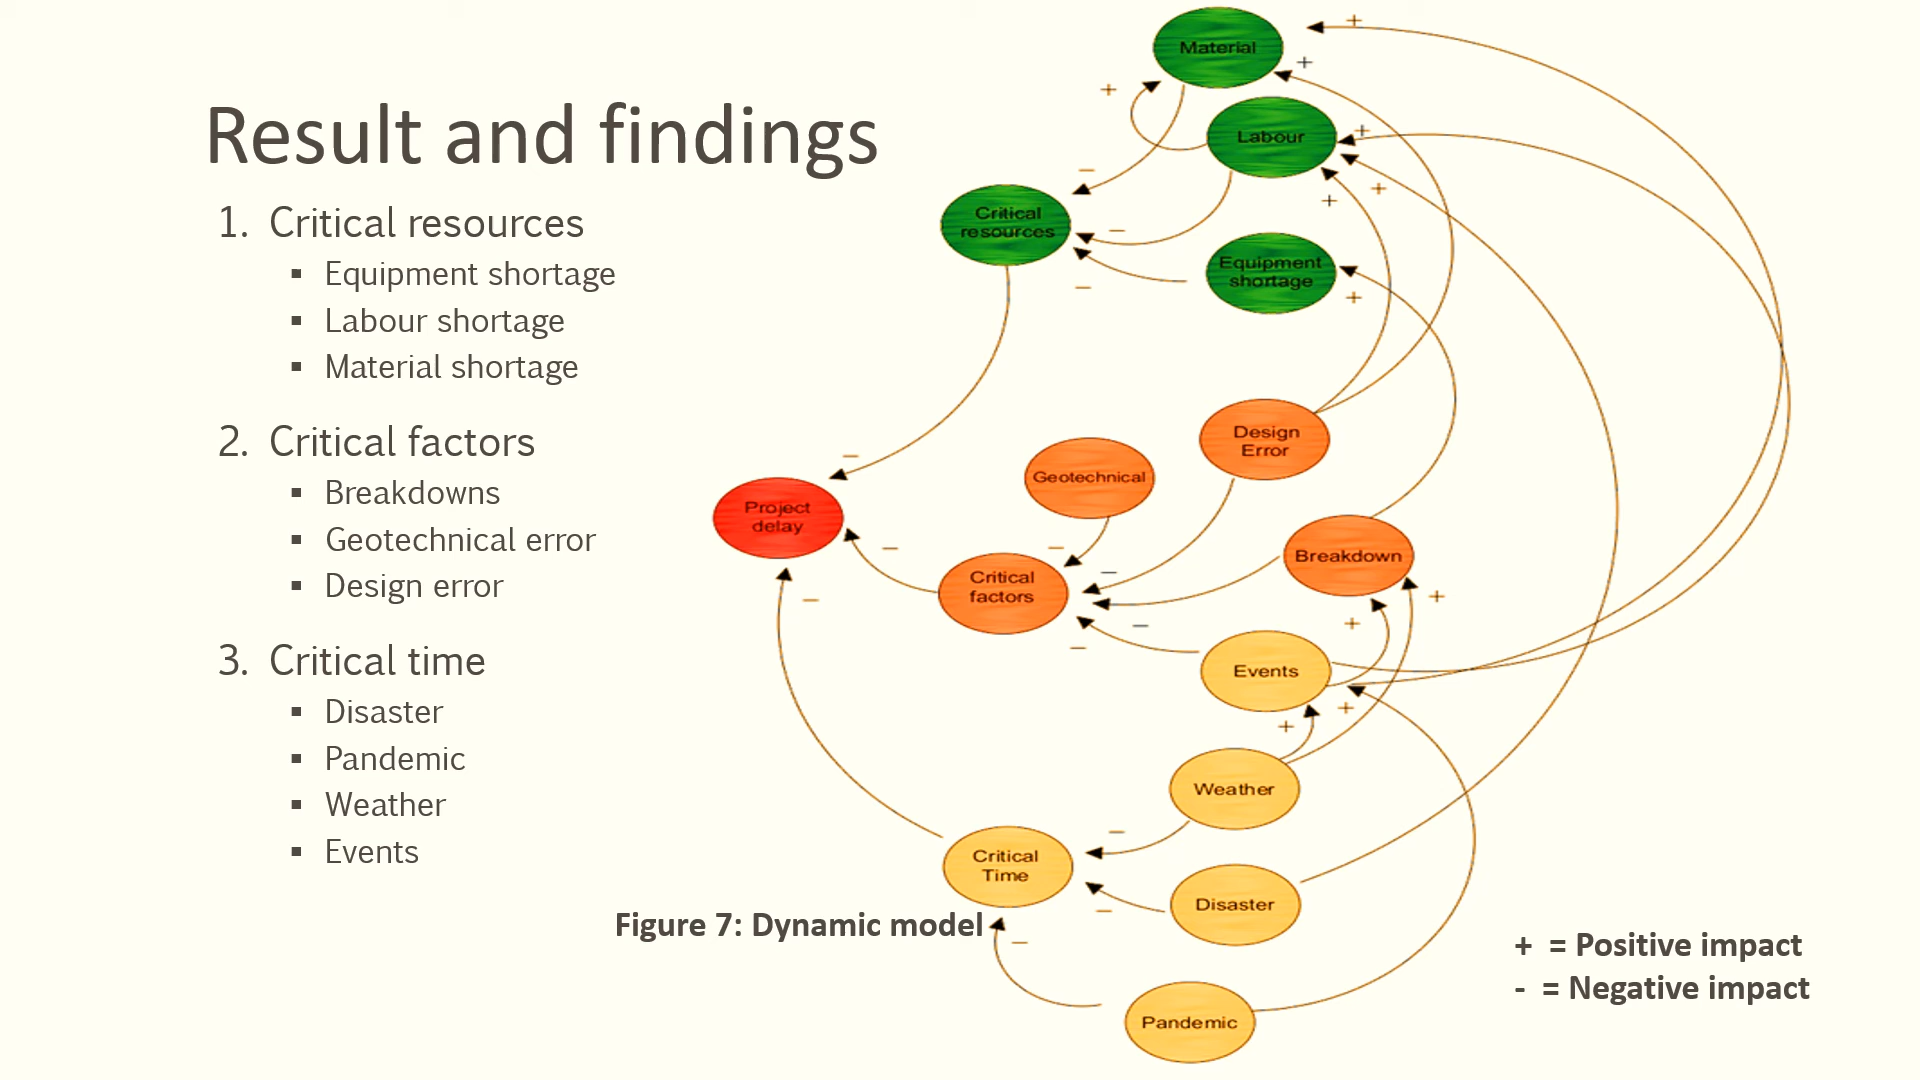 Result and findings
1. Critical resources
▪ Equipment shortage
▪ Labour shortage
▪ Material shortage
2. Critical factors
▪ Breakdowns
▪ Geotechnical error
▪ Design error
3. Critical time
▪ Disaster
▪ Pandemic
▪ Weather
▪ Events
Material
Labour
Critical
resources
Equipment
shortage
Design
Error
Geotechnical
Project
delay
Breakdown
Critical
factors
Events
Weather
Critical
Time
Disaster
Pandemic
+
+
+
+
+
+
+
+
+
+
+
−
−
−
−
−
−
−
−
−
−
−
−
−
Figure 7: Dynamic model
+ = Positive impact
- = Negative impact